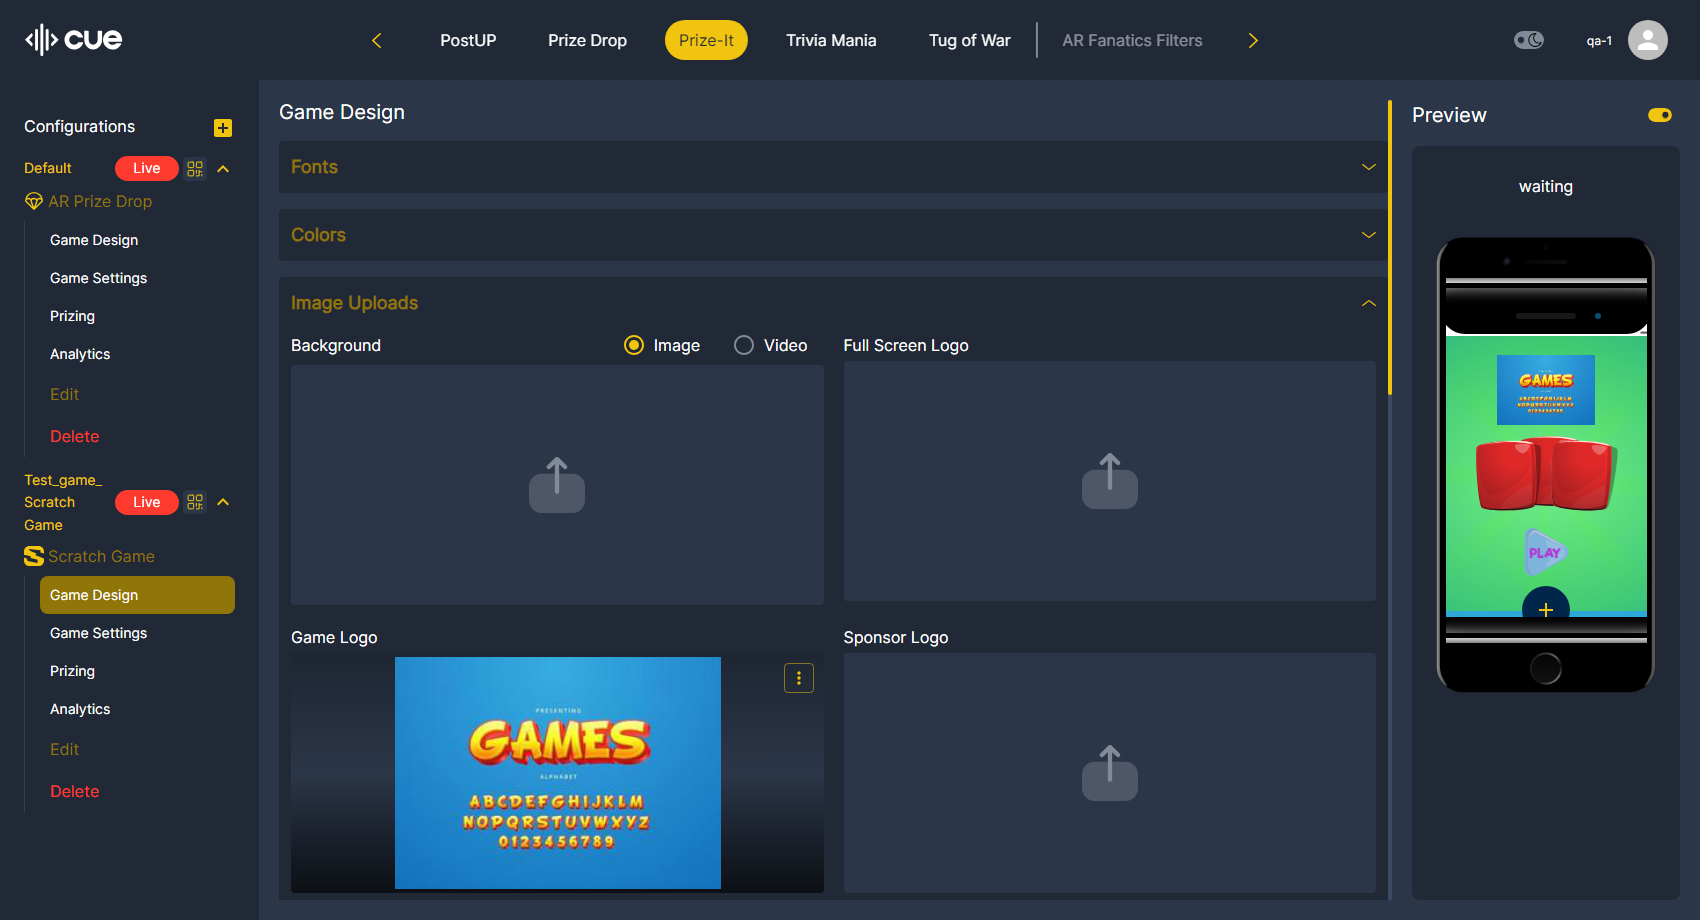 cue
PostUP
Prize Drop
Prize-It
Trivia Mania
Tug of War
AR Fanatics Filters
qa-1
Configurations
Default
Live
AR Prize Drop
Game Design
Game Settings
Prizing
Analytics
Edit
Delete
Test_game_
Scratch
Game
Live
Scratch Game
Game Design
Game Settings
Prizing
Analytics
Edit
Delete
Game Design
Fonts
Colors
Image Uploads
Background
Image
Video
Full Screen Logo
Game Logo
PRESENTING
GAMES
ALPHABET
ABCDEFGHIJKLM
NOPQRSTUVWXYZ
0123456789
Sponsor Logo
Preview
waiting
GAMES
ABCDEFGHIJKLM
NOPQRSTUVWXYZ
0123456789
PLAY